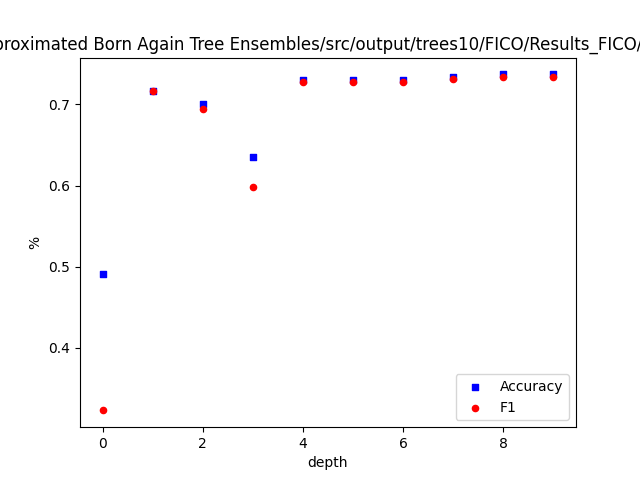 proximated Born Again Tree Ensembles/src/output/trees10/FICO/Results_FICO/
0.7
0.6
0.5
0.4
%
0
2
4
6
8
depth
Accuracy
F1